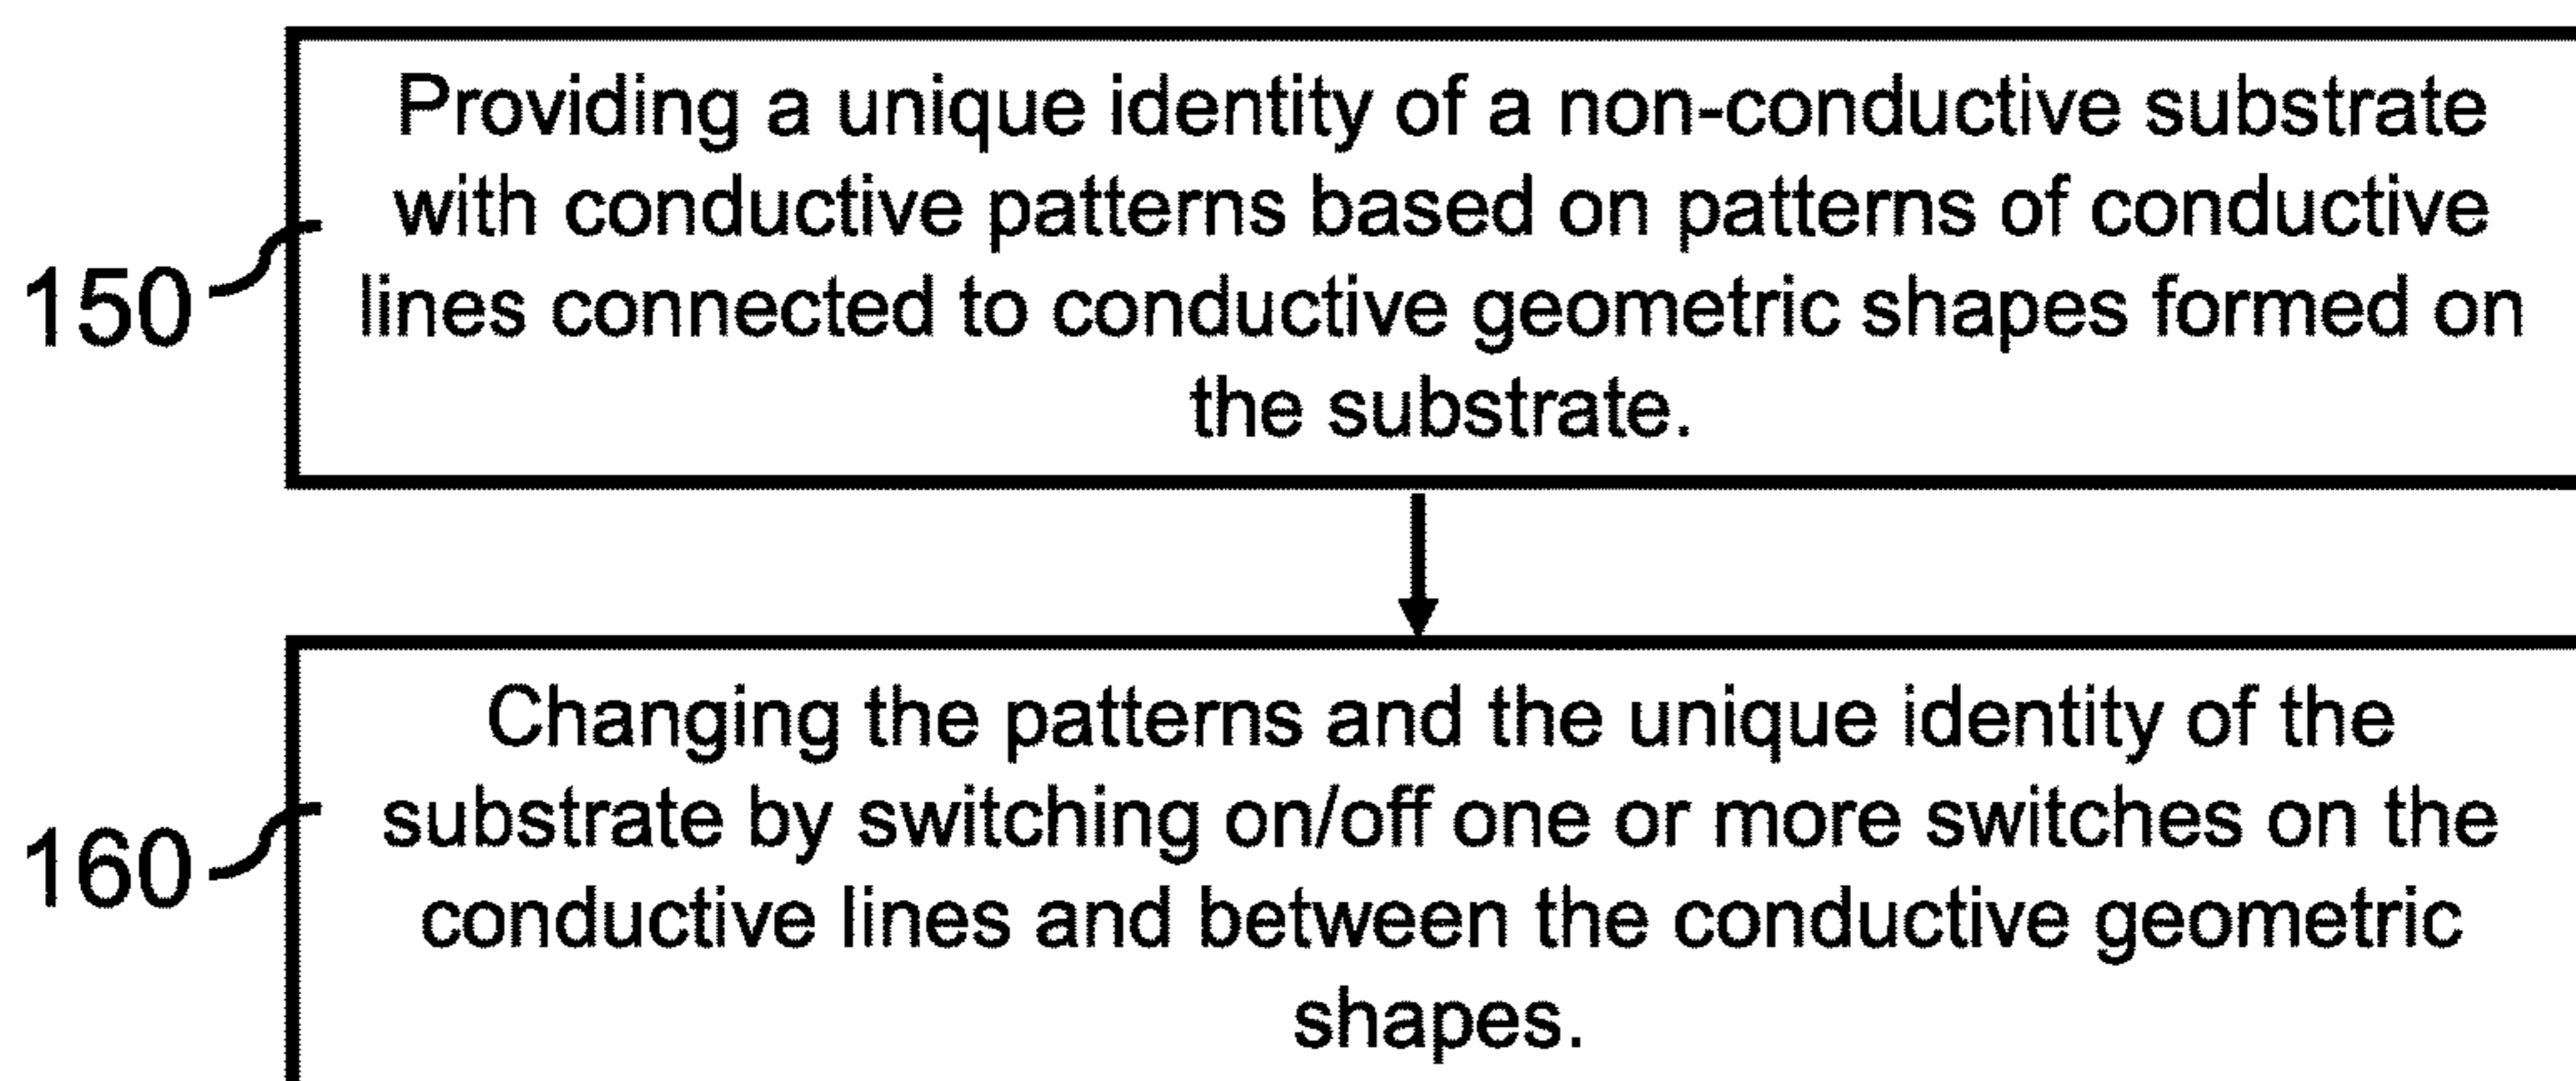 Providing a unique identity of a non-conductive substrate
with conductive patterns based on patterns of conductive
lines connected to conductive geometric shapes formed on
the substrate.
150
Changing the patterns and the unique identity of the
substrate by switching on/off one or more switches on the
conductive lines and between the conductive geometric
shapes.
160